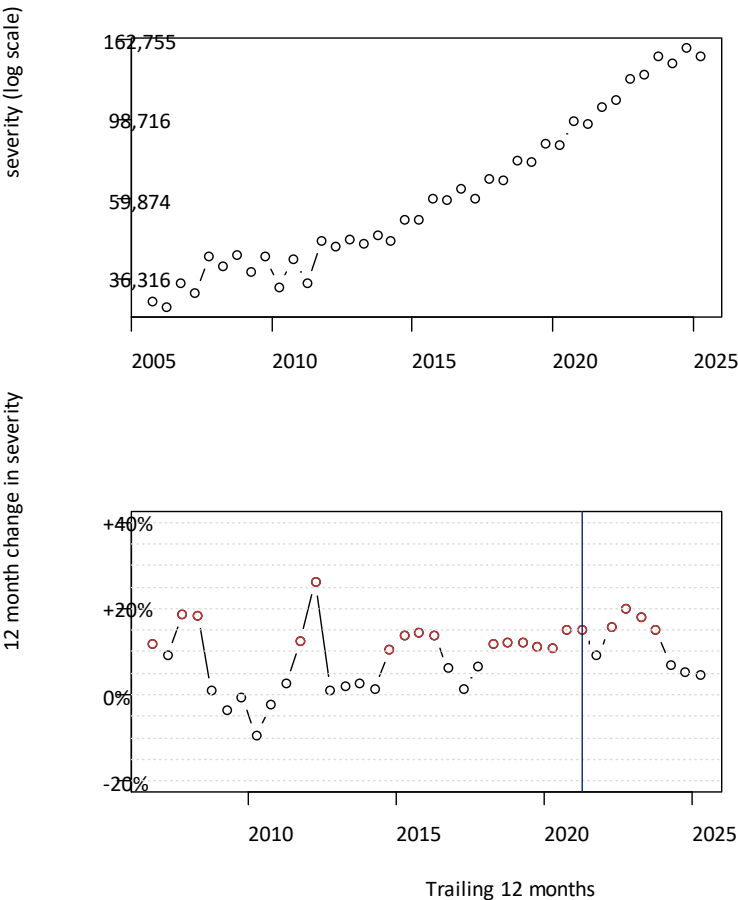 severity (log scale)
162,755
98,716
59,874
36,316
2005 2010 2015 2020 2025
12 month change in severity
+40%
+20%
0%
-20%
2010 2015 2020 2025
Trailing 12 months